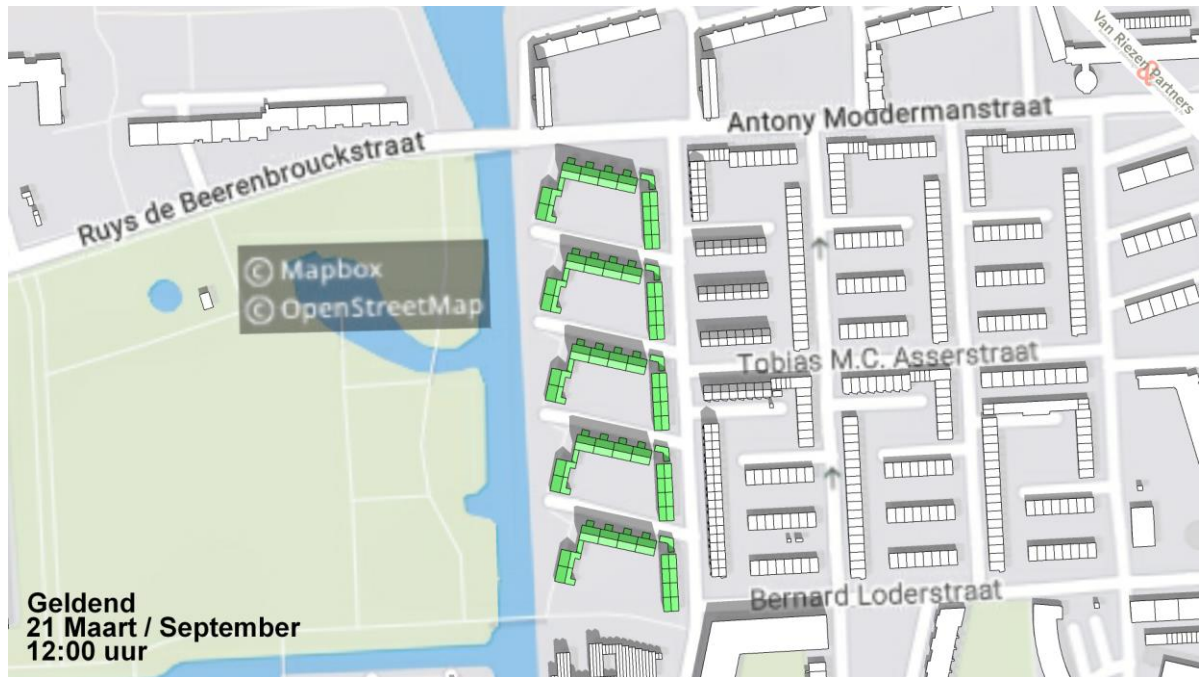 Van Riezen
&
Partners
Antony Moddermanstraat
Ruys de Beerenbrouckstraat
© Mapbox
© OpenStreetMap
Tobias M.C. Asserstraat
Bernard Loderstraat
Geldend
21 Maart / September
12:00 uur